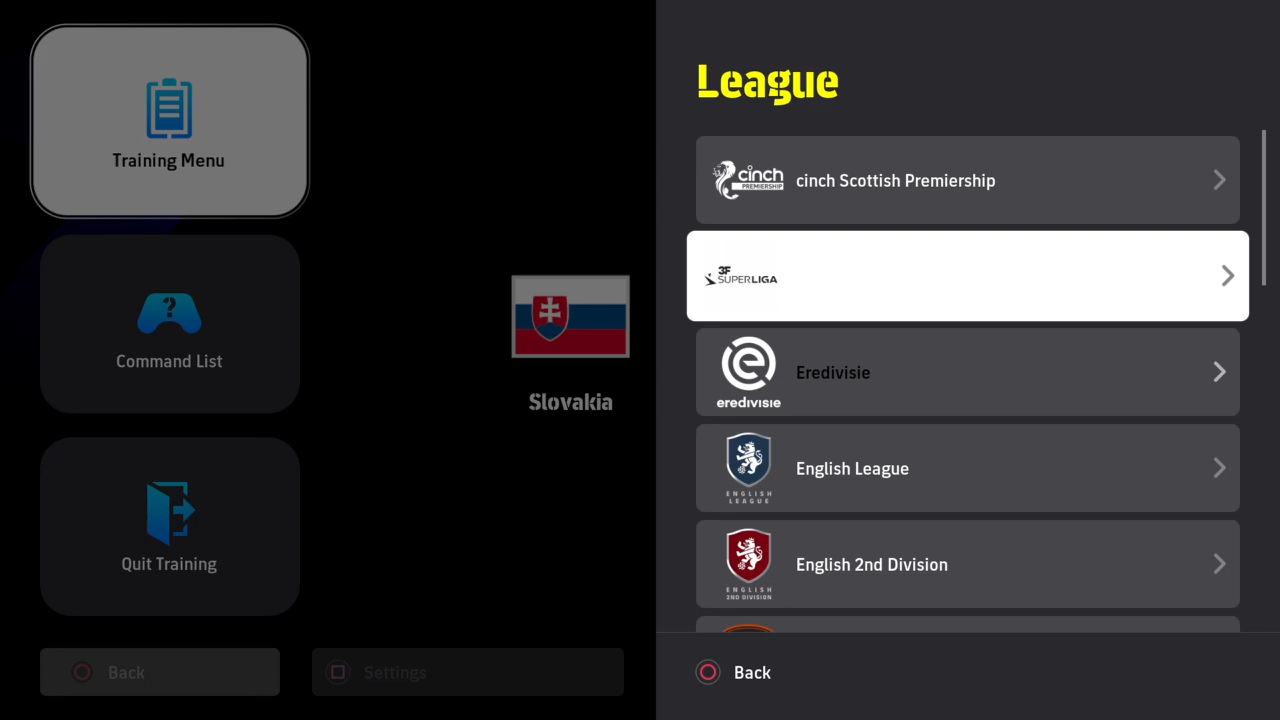 Training Menu
?
Command List
Quit Training
Slovakia
Back
Settings
League
cinch
PREMIERSHIP
cinch Scottish Premiership
3F
SUPERLIGA
eredivisie
Eredivisie
ENGLISH
LEAGUE
English League
ENGLISH
2ND DIVISION
English 2nd Division
Back